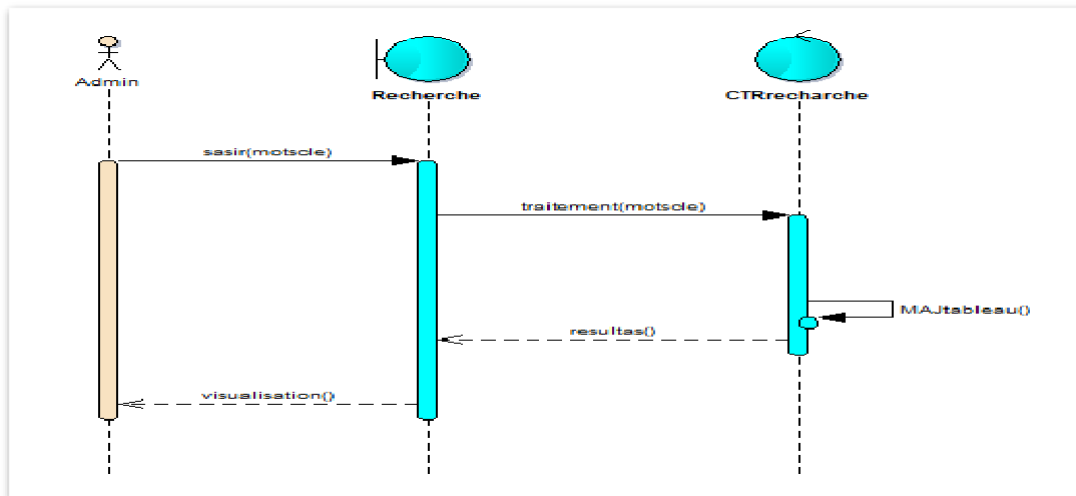 Admin
Recherche
CTRrecharche
sasir(motscle)
traitement(motscle)
MAJtableau()
resultas()
visualisation()